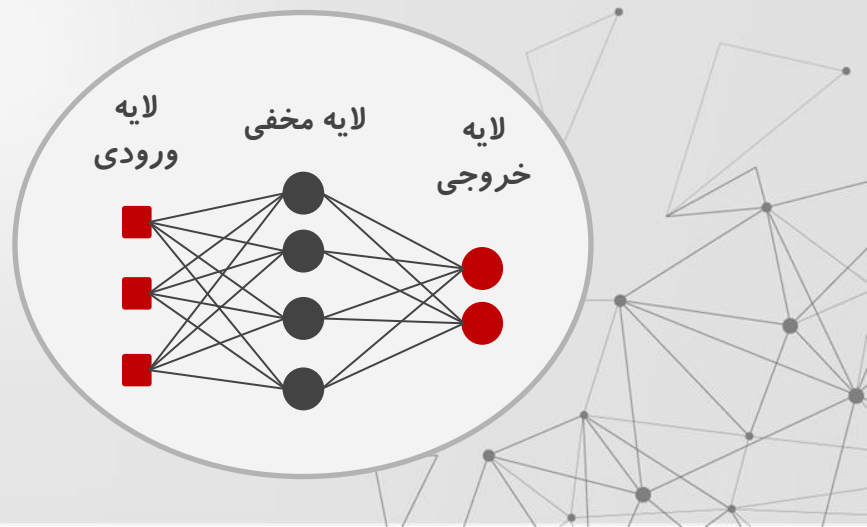 لایه
ورودی
لایه مخفی
لایه
خروجی